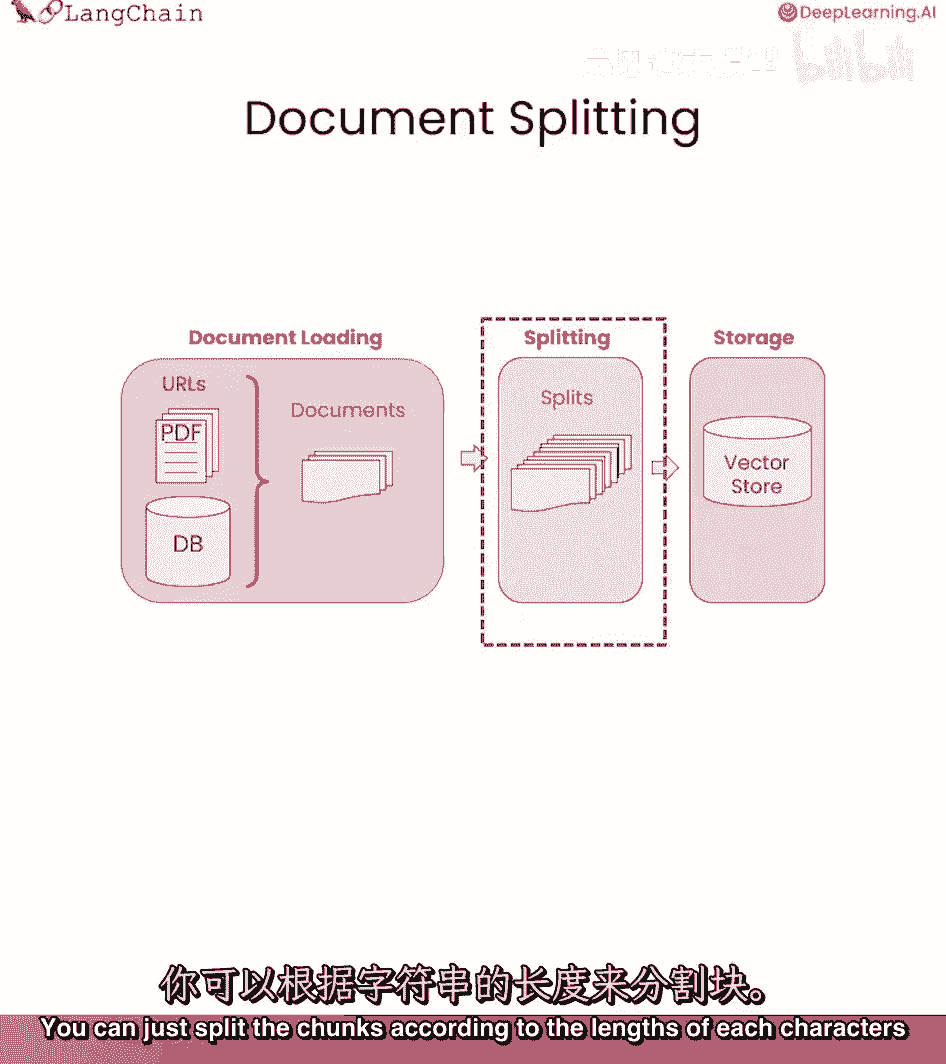 LangChain
DeepLearning.AI
bilibili
Document Splitting
Document Loading
Splitting
Storage
URLs
Documents
Splits
PDF
Vector
Store
DB
你可以根据字符串的长度来分割块。
You can just split the chunks according to the lengths of each characters